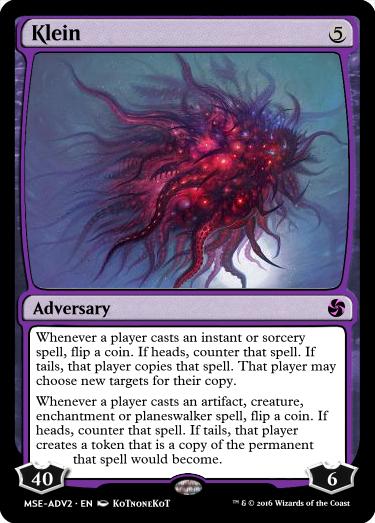 Klein 5
Adversary
Whenever a player casts an instant or sorcery
spell, flip a coin. If heads, counter that spell. If
tails, that player copies that spell. That player may
choose new targets for their copy.
Whenever a player casts an artifact, creature,
enchantment or planeswalker spell, flip a coin. If
heads, counter that spell. If tails, that player
creates a token that is a copy of the permanent
that spell would become.
40 6
MSE-ADV2 • EN KoTnoneKoT ™ & © 2016 Wizards of the Coast